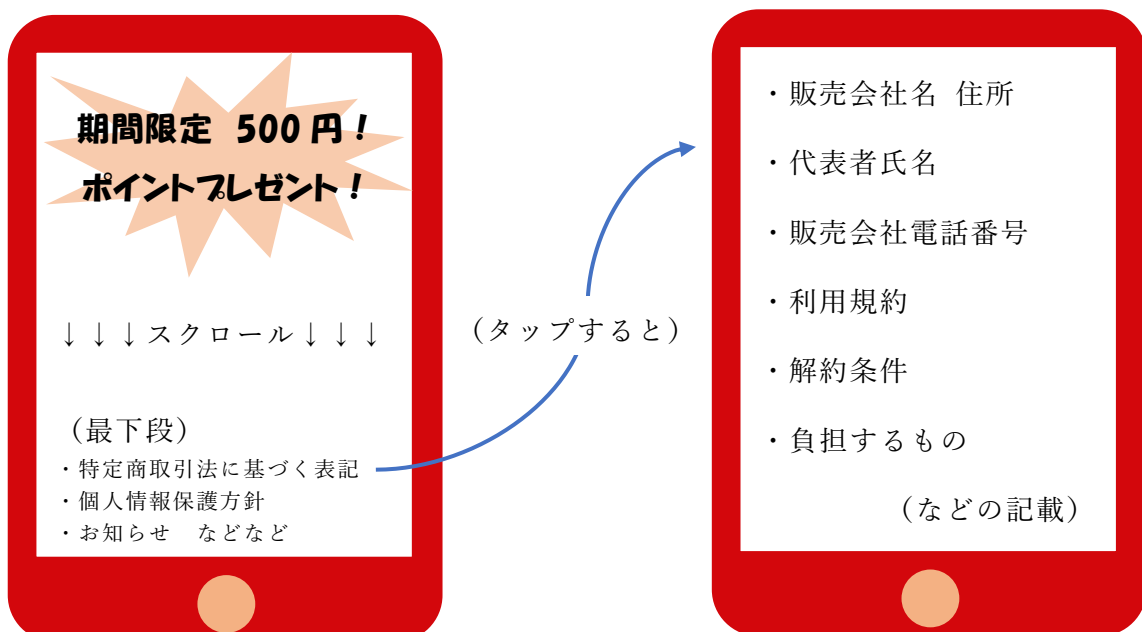 期間限定 500円！
ポイントプレゼント！
↓↓↓スクロール↓↓↓
（最下段）
・特定商取引法に基づく表記
・個人情報保護方針
・お知らせ　などなど
（タップすると）
・販売会社名 住所
・代表者氏名
・販売会社電話番号
・利用規約
・解約条件
・負担するもの
（などの記載）